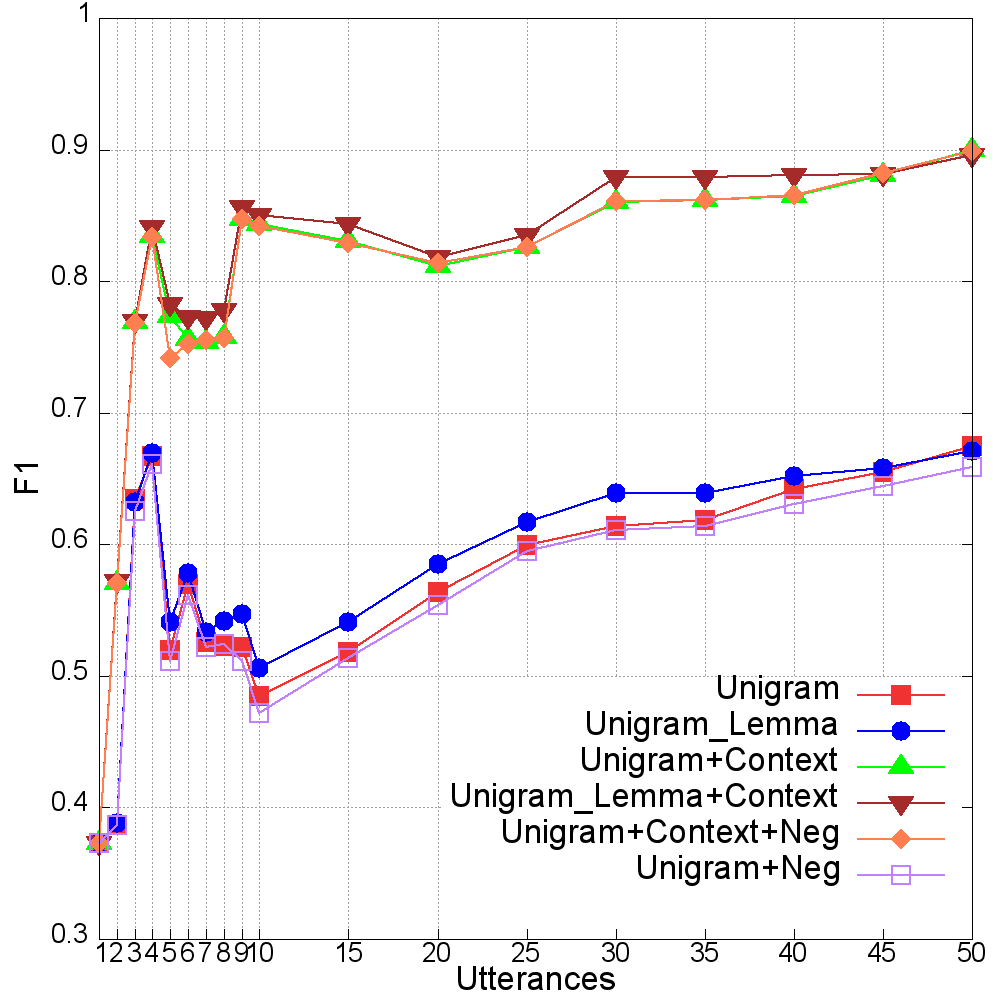 1
0.9
0.8
0.7
0.6
0.5
0.4
0.3
F1
Unigram
Unigram_Lemma
Unigram+Context
Unigram_Lemma+Context
Unigram+Context+Neg
Unigram+Neg
1 2 3 4 5 6 7 8 9 10 15 20 25 30 35 40 45 50
Utterances